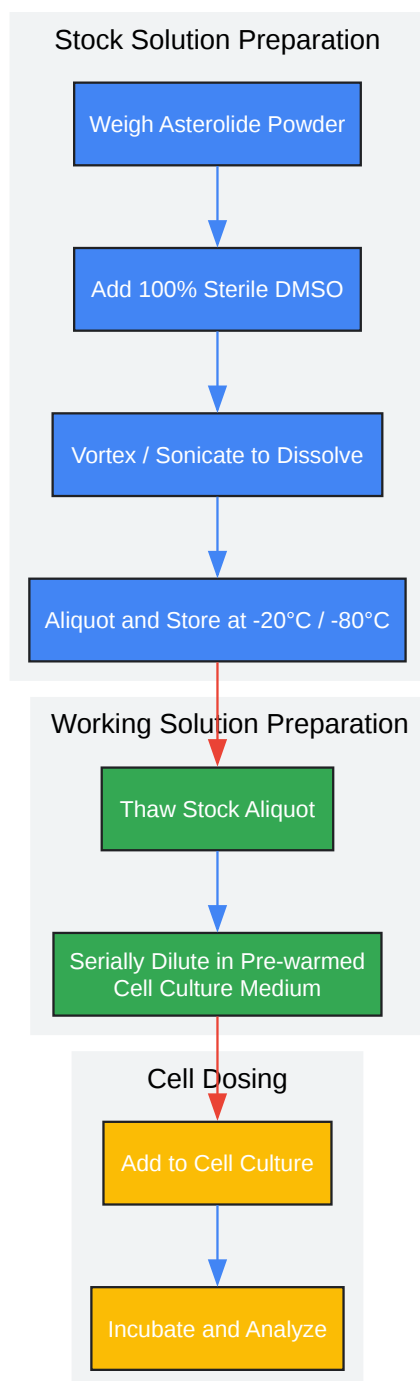 Stock Solution Preparation
Weigh Asterolide Powder
Add 100% Sterile DMSO
Vortex / Sonicate to Dissolve
Aliquot and Store at -20°C / -80°C
Working Solution Preparation
Thaw Stock Aliquot
Serially Dilute in Pre-warmed
Cell Culture Medium
Cell Dosing
Add to Cell Culture
Incubate and Analyze